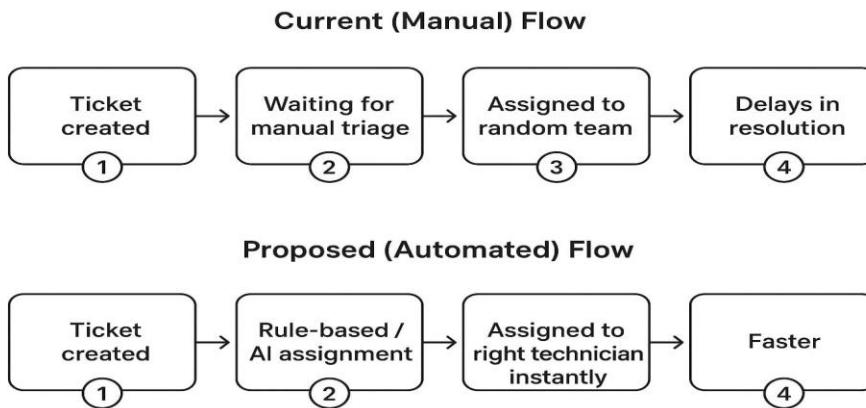 Current (Manual) Flow
Ticket
created
1
Waiting for
manual triage
2
Assigned to
random team
3
Delays in
resolution
4
Proposed (Automated) Flow
Ticket
created
1
Rule-based /
AI assignment
2
Assigned to
right technician
instantly
Faster
4